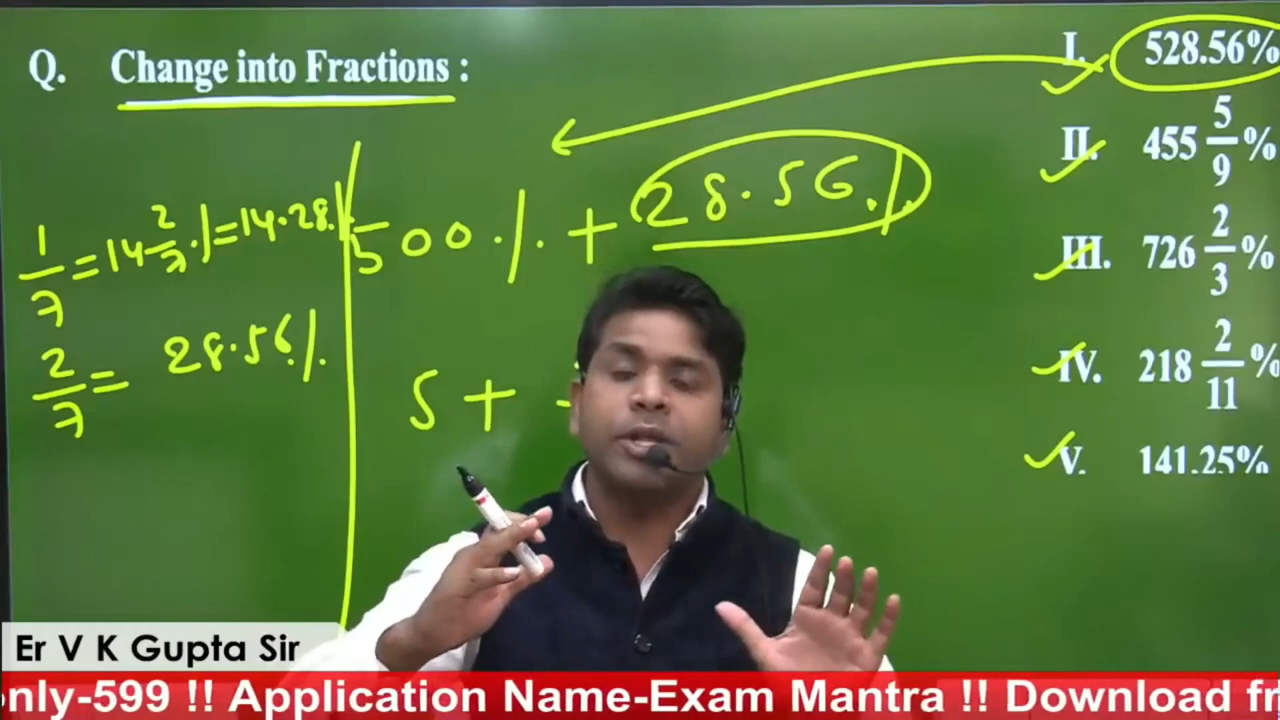 Q. Change into Fractions :
I. 528.56%
II. 455 5/9 %
III. 726 2/3 %
IV. 218 2/11 %
V. 141.25%
1/7 = 14 2/7 % = 14.28%
2/7 = 28.56%
500% + 28.56%
5 +
Er V K Gupta Sir
only-599 !! Application Name-Exam Mantra !! Download fr